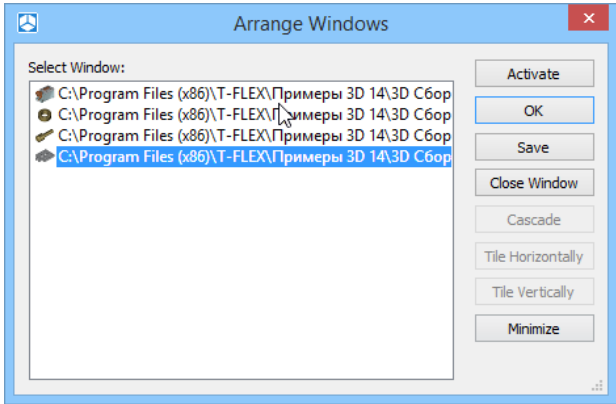 Arrange Windows
Select Window:
C:\Program Files (x86)\T-FLEX\Примеры 3D 14\3D Сбор
C:\Program Files (x86)\T-FLEX\Примеры 3D 14\3D Сбор
C:\Program Files (x86)\T-FLEX\Примеры 3D 14\3D Сбор
C:\Program Files (x86)\T-FLEX\Примеры 3D 14\3D Сбор
Activate
OK
Save
Close Window
Cascade
Tile Horizontally
Tile Vertically
Minimize